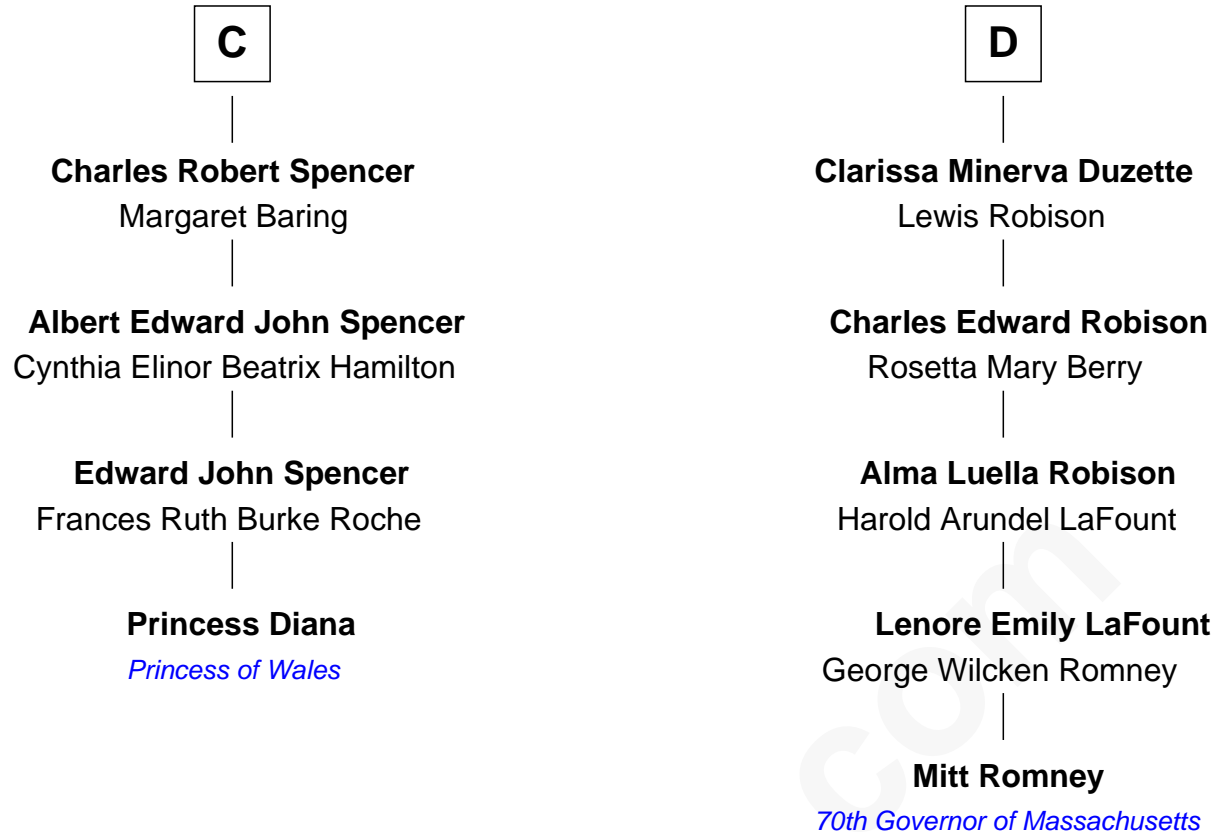 C
Charles Robert Spencer
Margaret Baring
Albert Edward John Spencer
Cynthia Elinor Beatrix Hamilton
Edward John Spencer
Frances Ruth Burke Roche
Princess Diana
Princess of Wales
D
Clarissa Minerva Duzette
Lewis Robison
Charles Edward Robison
Rosetta Mary Berry
Alma Luella Robison
Harold Arundel LaFount
Lenore Emily LaFount
George Wilcken Romney
Mitt Romney
70th Governor of Massachusetts
com